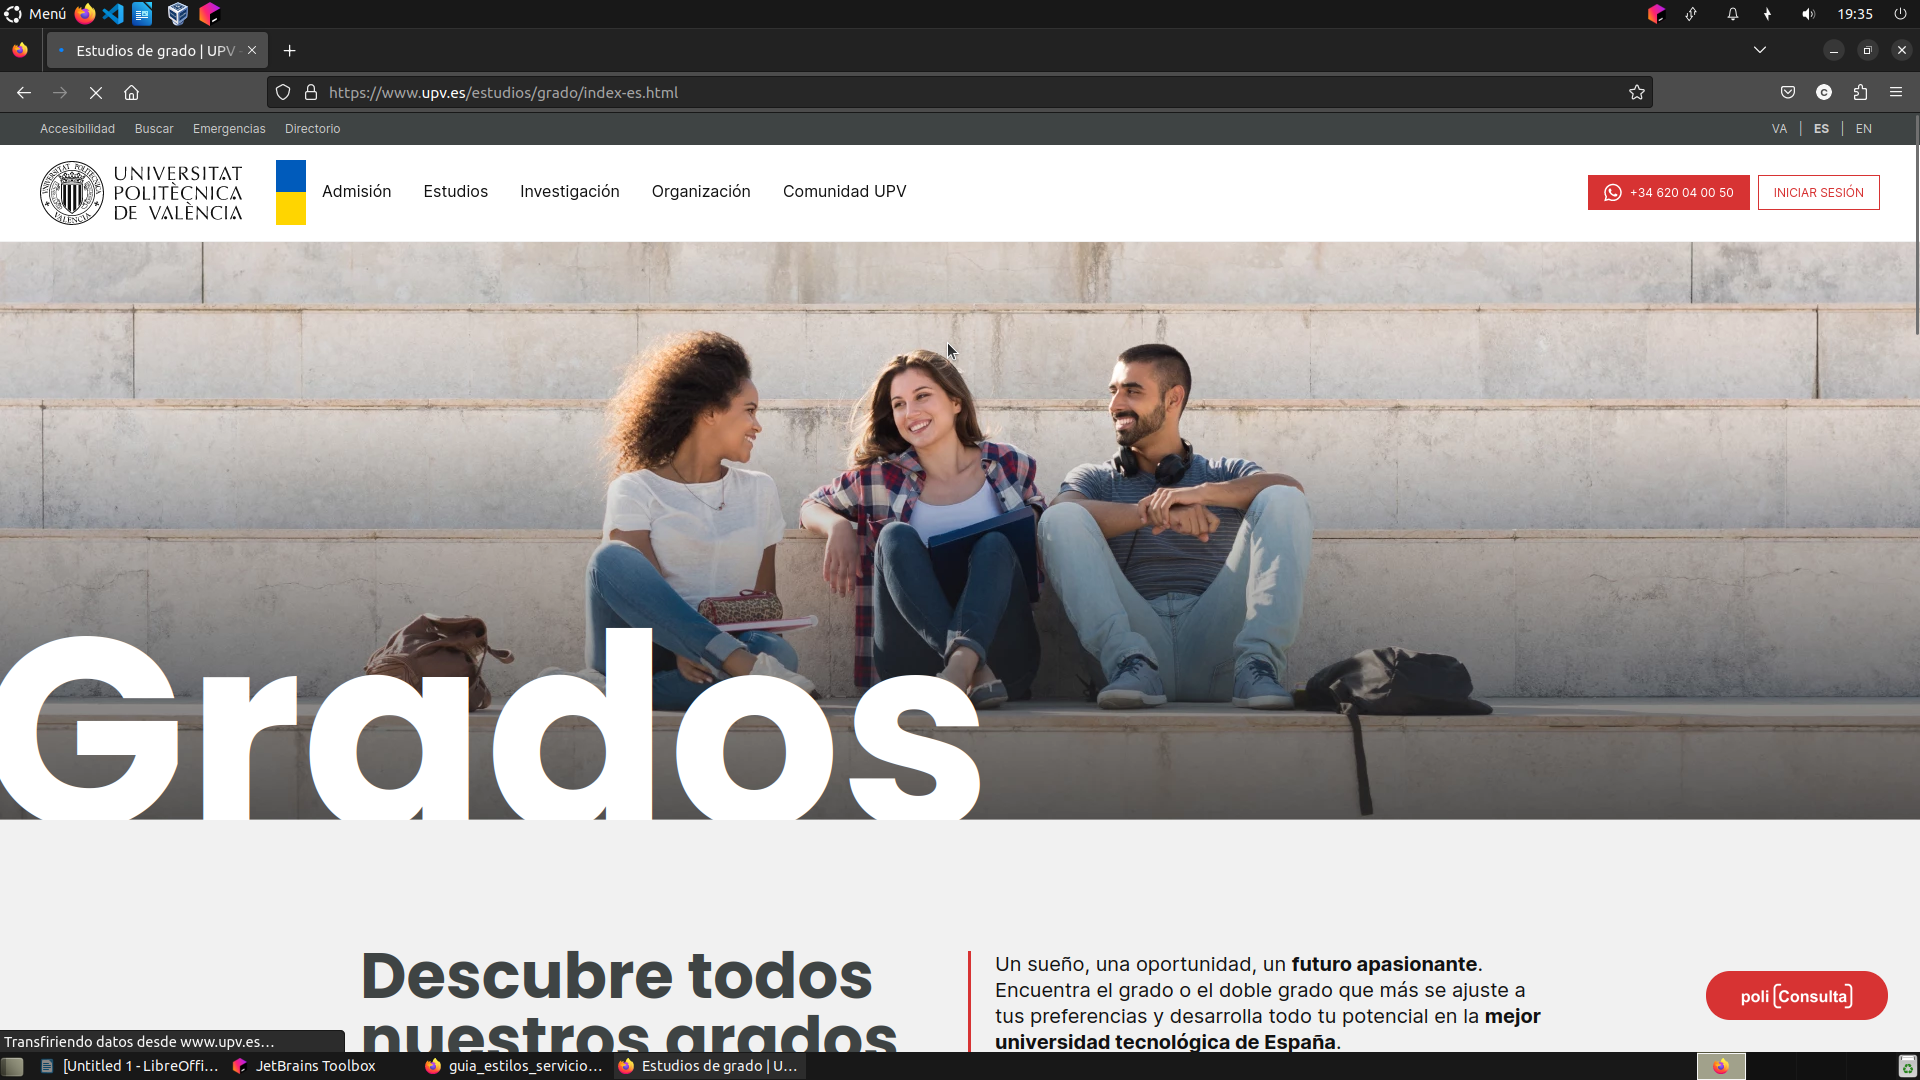 Menú
19:35
Estudios de grado | UPV -
https://www.upv.es/estudios/grado/index-es.html
Accesibilidad Buscar Emergencias Directorio
VA | ES | EN
UNIVERSITAT
POLITÈCNICA
DE VALÈNCIA
Admisión Estudios Investigación Organización Comunidad UPV
+34 620 04 00 50
INICIAR SESIÓN
Grados
Descubre todos
nuestros grados
Un sueño, una oportunidad, un futuro apasionante.
Encuentra el grado o el doble grado que más se ajuste a
tus preferencias y desarrolla todo tu potencial en la mejor
universidad tecnológica de España.
poli [Consulta]
Transfiriendo datos desde www.upv.es…
[Untitled 1 - LibreOffi… JetBrains Toolbox guia_estilos_servicio… Estudios de grado | U…